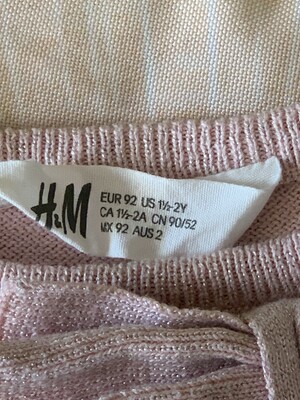 H&M
EUR 92 US 1½-2Y
CA 1½-2A CN 90/52
MX 92 AUS 2